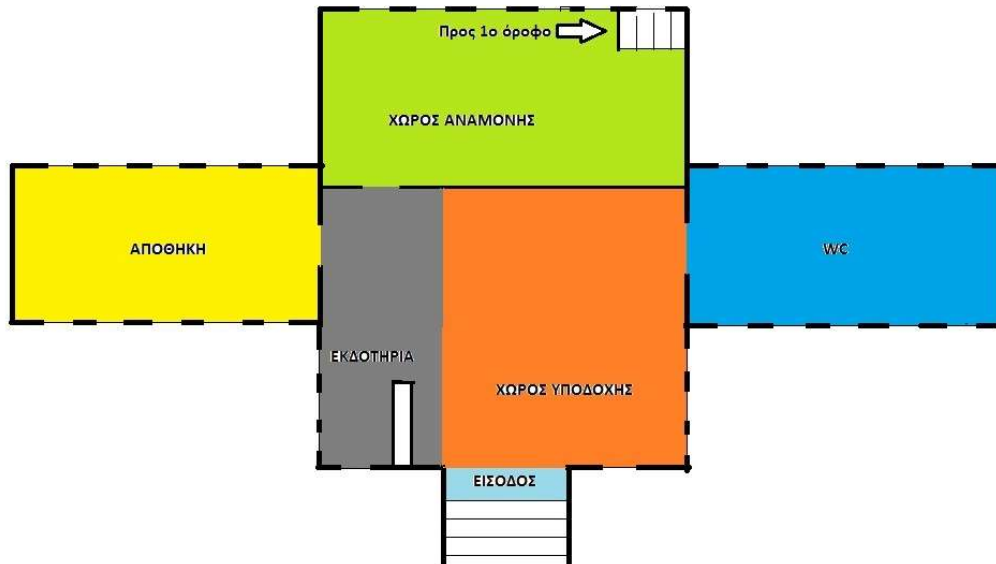 Προς 1ο όροφο
ΧΩΡΟΣ ΑΝΑΜΟΝΗΣ
ΑΠΟΘΗΚΗ
WC
ΕΚΔΟΤΗΡΙΑ
ΧΩΡΟΣ ΥΠΟΔΟΧΗΣ
ΕΙΣΟΔΟΣ